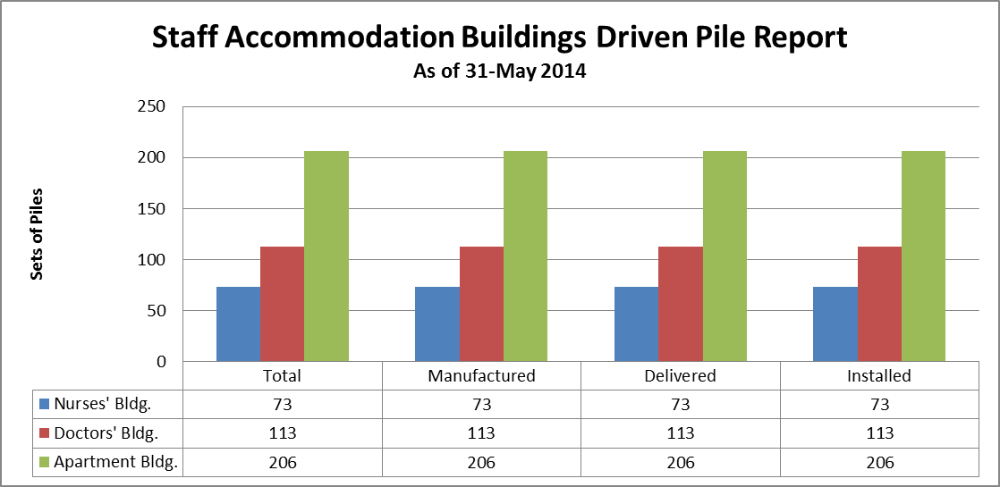 Staff Accommodation Buildings Driven Pile Report
As of 31-May 2014
Sets of Piles
250
200
150
100
50
0
Total Manufactured Delivered Installed
Nurses' Bldg. 73 73 73 73
Doctors' Bldg. 113 113 113 113
Apartment Bldg. 206 206 206 206